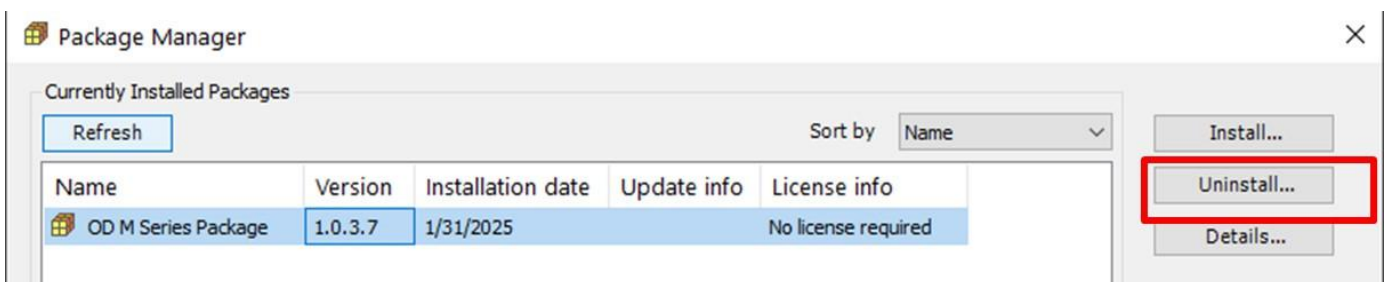 Package Manager
Currently Installed Packages
Refresh
Sort by Name
Install...
Name Version Installation date Update info License info
Uninstall...
OD M Series Package 1.0.3.7 1/31/2025 No license required
Details...